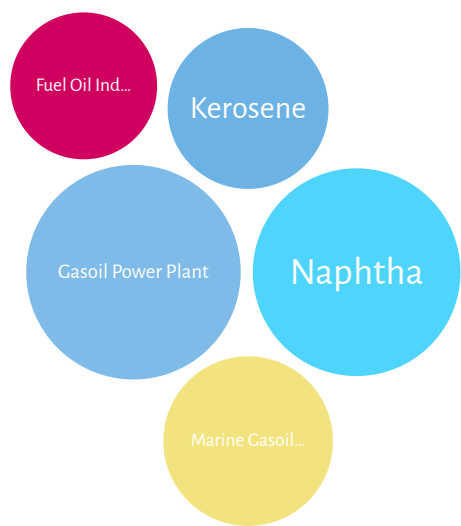 Fuel Oil Ind...
Kerosene
Gasoil Power Plant
Naphtha
Marine Gasoil...